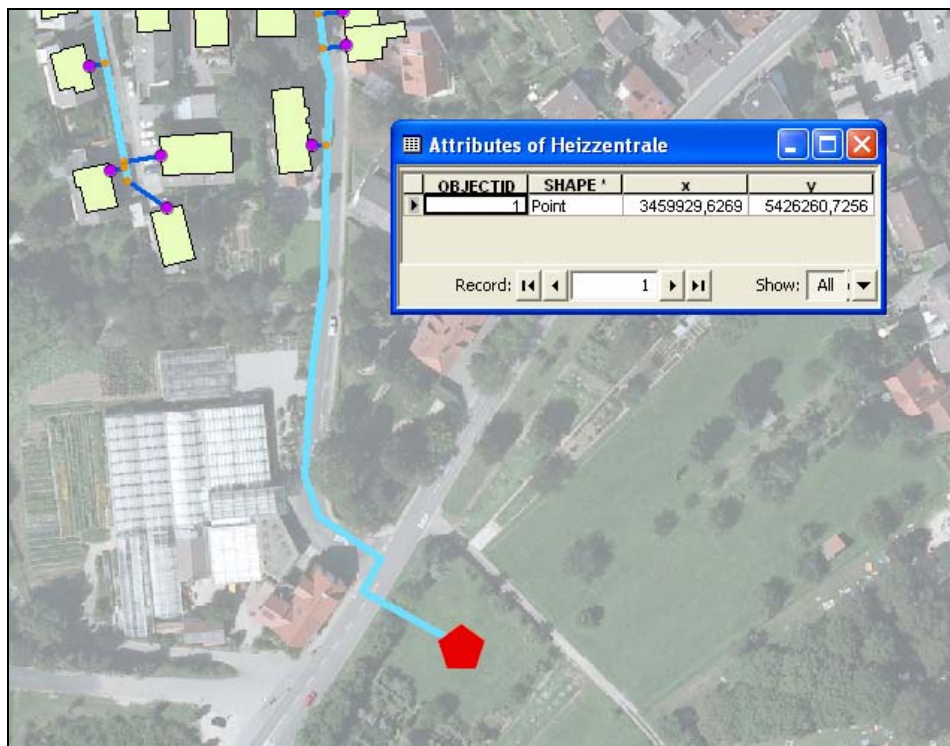 Attributes of Heizzentrale
OBJECTID SHAPE * x y
1 Point 3459929,6269 5426260,7256
Record: 1 Show: All